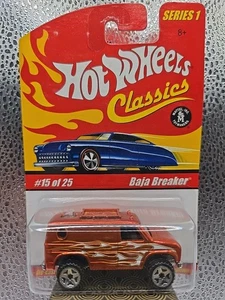 SERIES 1
8+
Hot Wheels
Classics
#15 of 25
Baja Breaker